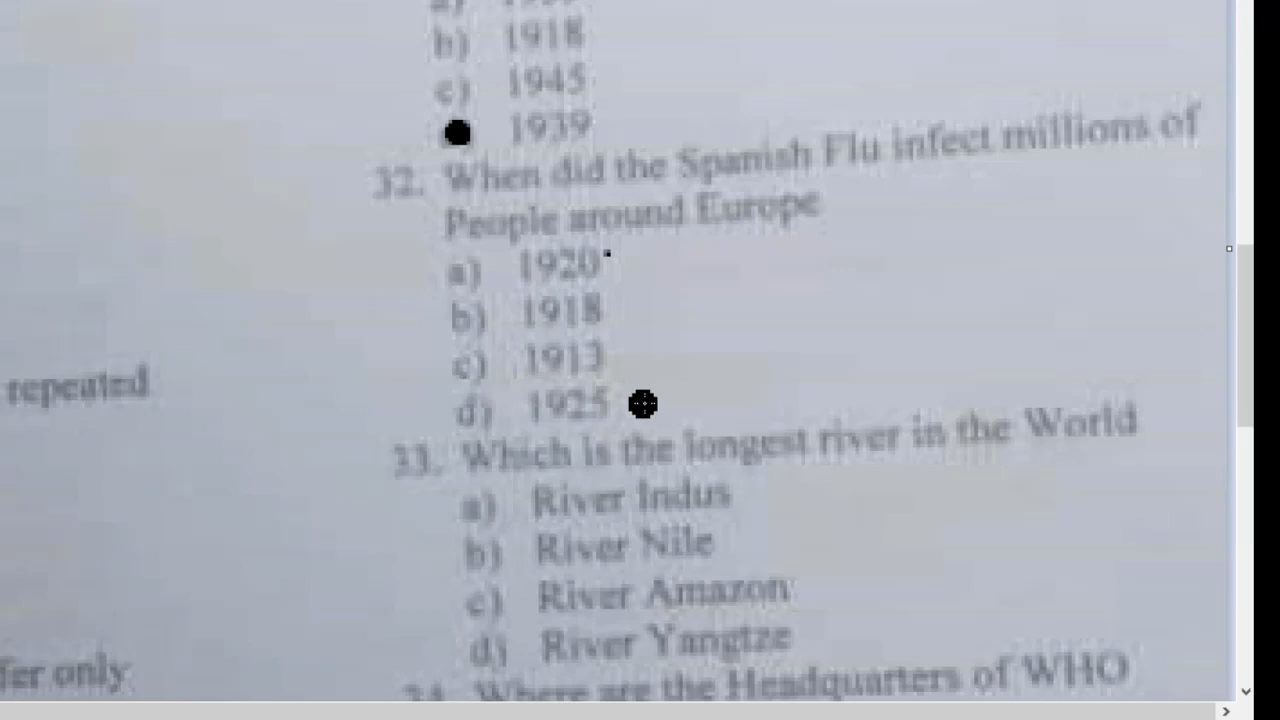 b) 1918
c) 1945
1939
32. When did the Spanish Flu infect millions of
People around Europe
a) 1920
b) 1918
c) 1913
repeated
d) 1925
33. Which is the longest river in the World
a) River Indus
b) River Nile
c) River Amazon
d) River Yangtze
fer only
34. Where are the Headquarters of WHO